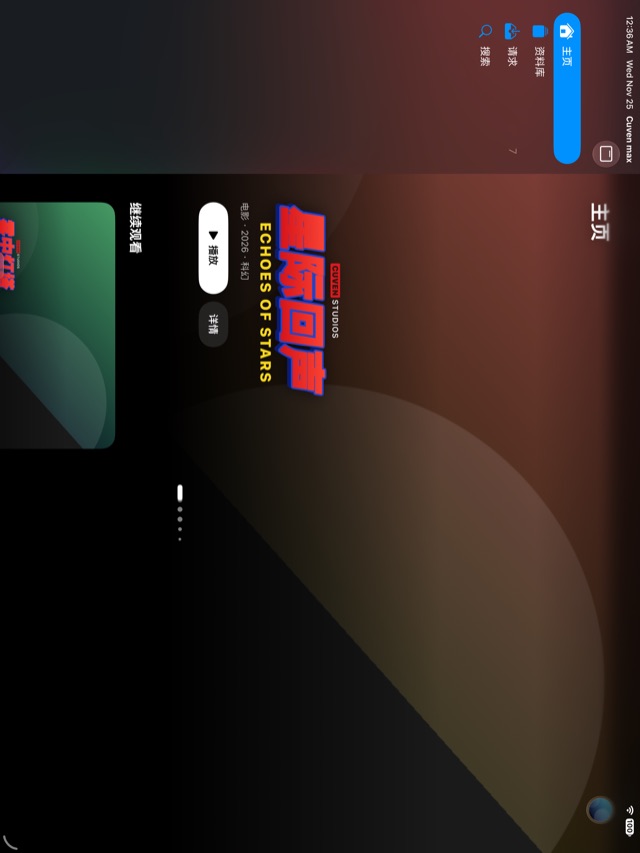 12:36 AM Wed Nov 25 Cuven max
100
主页
资料库
请求 7
搜索
主页
CUVEN STUDIOS
星际回声
ECHOES OF STARS
电影 · 2026 · 科幻
播放 详情
继续观看